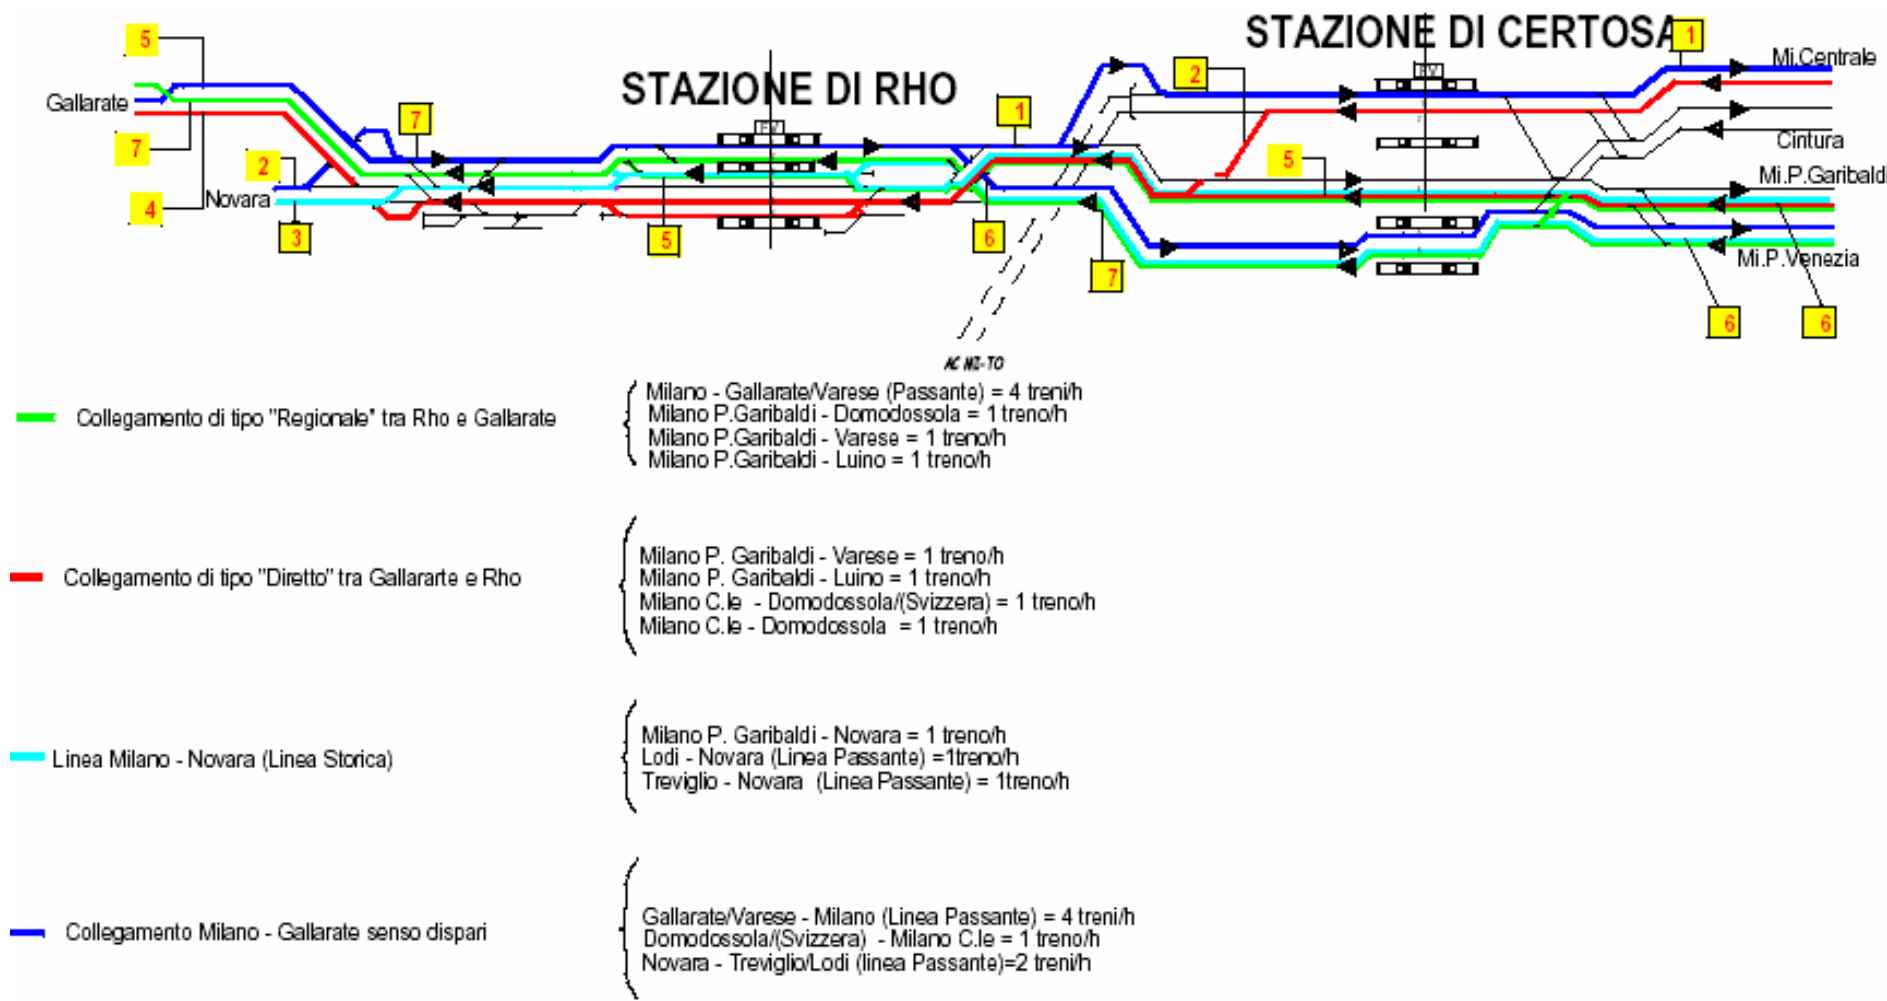 STAZIONE DI CERTOSA
1
5
Mi.Centrale
STAZIONE DI RHO
2
Gallarate
FV
FV
1
7
7
Cintura
2
5
Mi.P.Garibaldi
4
Novara
3
5
6
7
Mi.P.Venezia
6
6
AC MI-TO
Collegamento di tipo "Regionale" tra Rho e Gallarate
Milano - Gallarate/Varese (Passante) = 4 treni/h
Milano P.Garibaldi - Domodossola = 1 treno/h
Milano P.Garibaldi - Varese = 1 treno/h
Milano P.Garibaldi - Luino = 1 treno/h
Collegamento di tipo "Diretto" tra Gallararte e Rho
Milano P. Garibaldi - Varese = 1 treno/h
Milano P. Garibaldi - Luino = 1 treno/h
Milano C.le - Domodossola/(Svizzera) = 1 treno/h
Milano C.le - Domodossola = 1 treno/h
Linea Milano - Novara (Linea Storica)
Milano P. Garibaldi - Novara = 1 treno/h
Lodi - Novara (Linea Passante) =1treno/h
Treviglio - Novara (Linea Passante) = 1treno/h
Collegamento Milano - Gallarate senso dispari
Gallarate/Varese - Milano (Linea Passante) = 4 treni/h
Domodossola/(Svizzera) - Milano C.le = 1 treno/h
Novara - Treviglio/Lodi (linea Passante)=2 treni/h